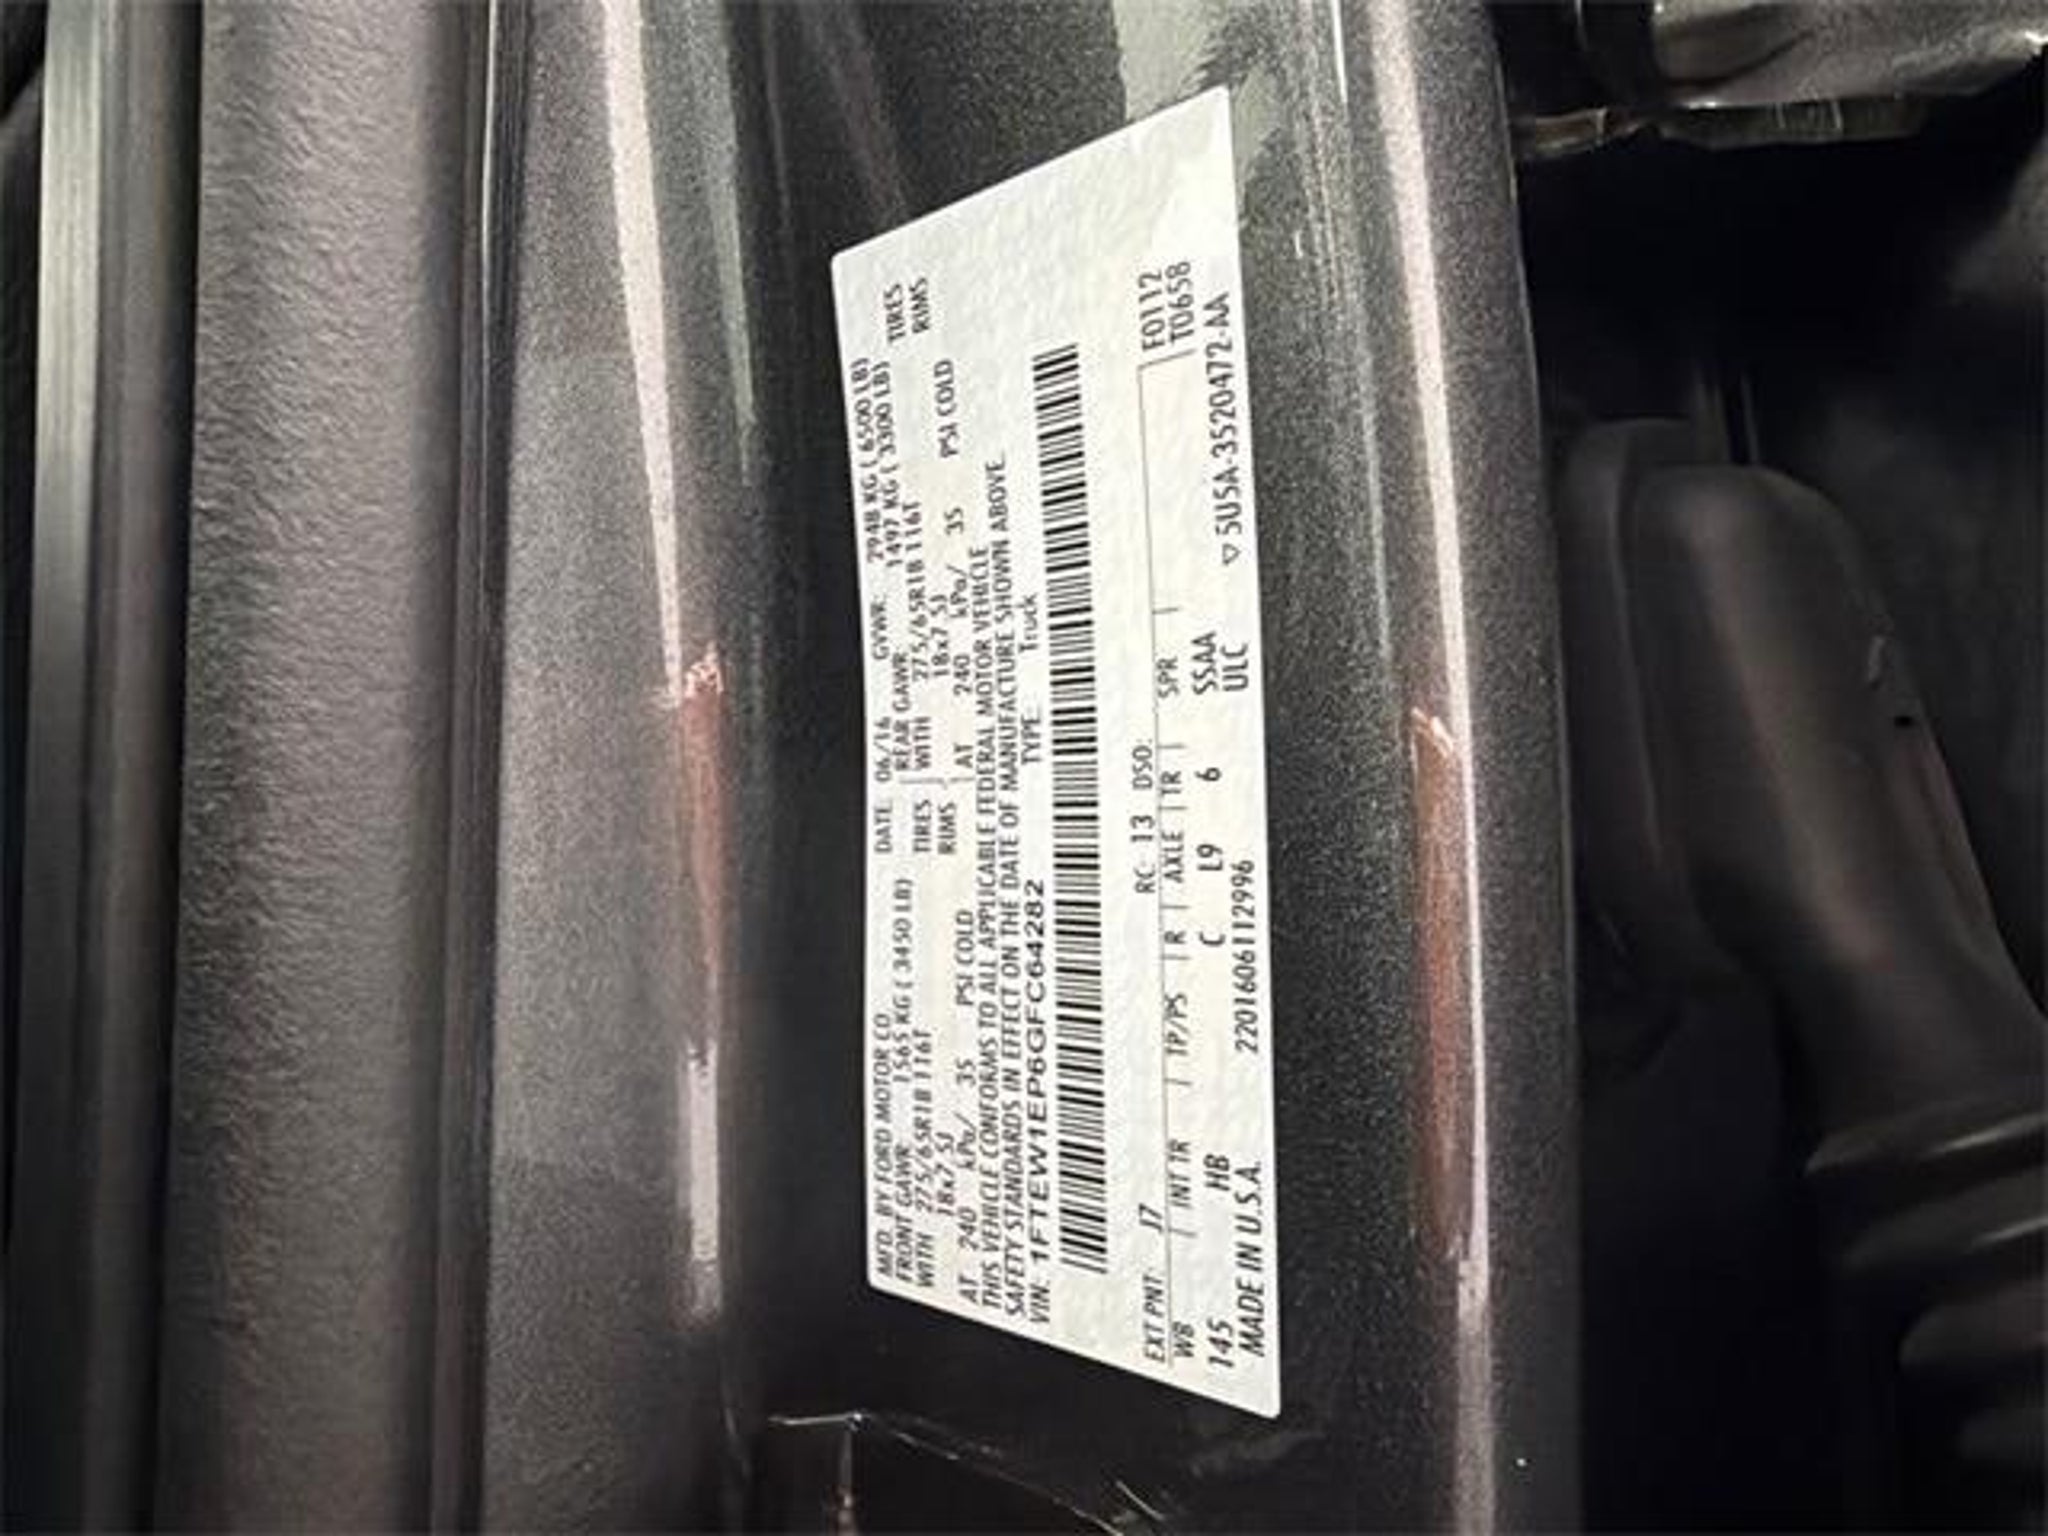 MFD. BY FORD MOTOR CO DATE: 06/16 GVWR: 2948 KG ( 6500 LB)
FRONT GAWR: 1565 KG ( 3450 LB) REAR GAWR: 1497 KG ( 3300 LB)
WITH 275/65R18 116T TIRES WITH 275/65R18 116T TIRES
18x7.5J RIMS 18x7.5J RIMS
AT 240 kPa/ 35 PSI COLD AT 240 kPa/ 35 PSI COLD
THIS VEHICLE CONFORMS TO ALL APPLICABLE FEDERAL MOTOR VEHICLE
SAFETY STANDARDS IN EFFECT ON THE DATE OF MANUFACTURE SHOWN ABOVE.
VIN: 1FTEW1EP6GFC64282 TYPE: Truck
EXT PNT: J7 RC: 13 DSO: F0112
WB INT TR TP/PS R AXLE TR SPR T0658
145 HB C L9 6 SSAA
MADE IN U.S.A. 220160611 2996 ULC ▽5USA-3520472-AA